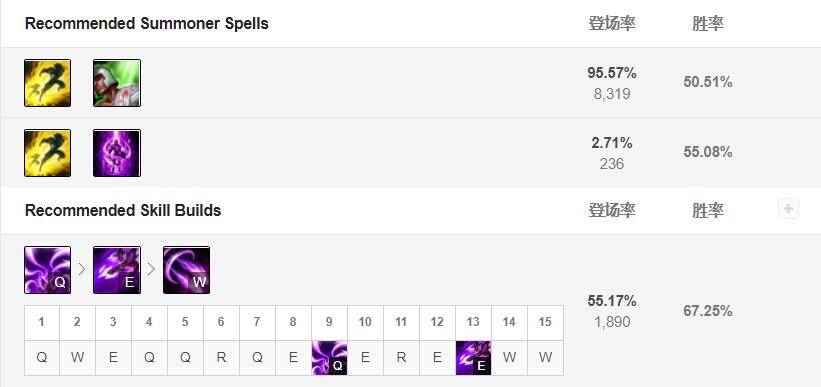 Recommended Summoner Spells 登场率 胜率
95.57%
8,319
50.51%
2.71%
236
55.08%
Recommended Skill Builds 登场率 胜率 +
Q > E > W
55.17%
1,890
67.25%
1 2 3 4 5 6 7 8 9 10 11 12 13 14 15
Q W E Q Q R Q E Q E R E E W W